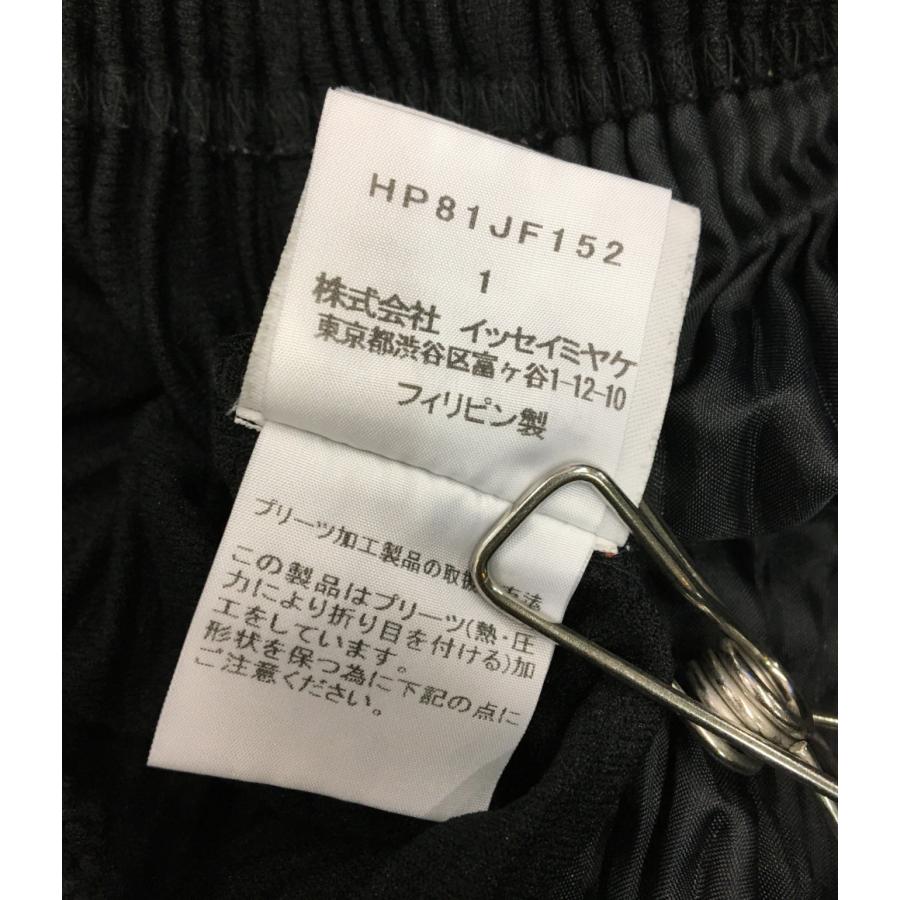 HP81JF152
1
株式会社 イッセイミヤケ
東京都渋谷区富ヶ谷1-12-10
フィリピン製
プリーツ加工製品の取扱 方法
この製品はプリーツ(熱・圧
力により折り目を付ける)加
工をしています。
形状を保つ為に下記の点に
ご注意ください。